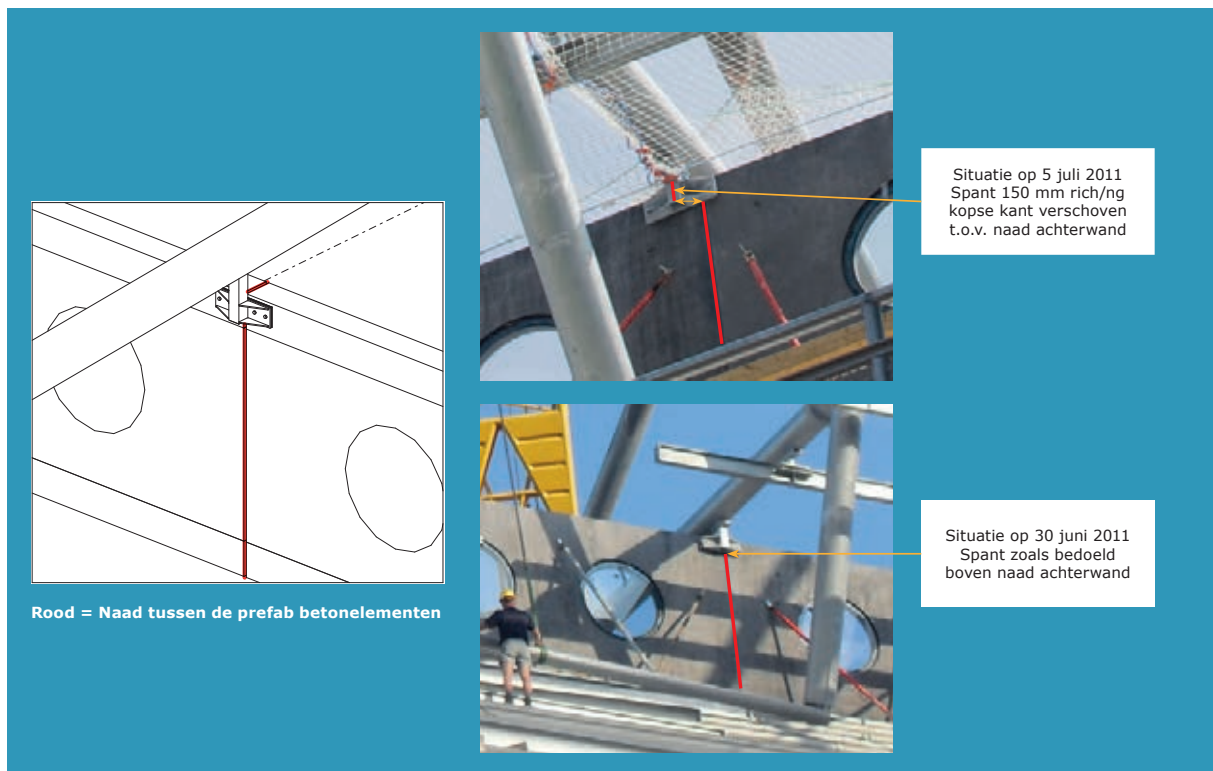 Situatie op 5 juli 2011
Spant 150 mm rich/ng
kopse kant verschoven
t.o.v. naad achterwand
Situatie op 30 juni 2011
Spant zoals bedoeld
boven naad achterwand
Rood = Naad tussen de prefab betonelementen